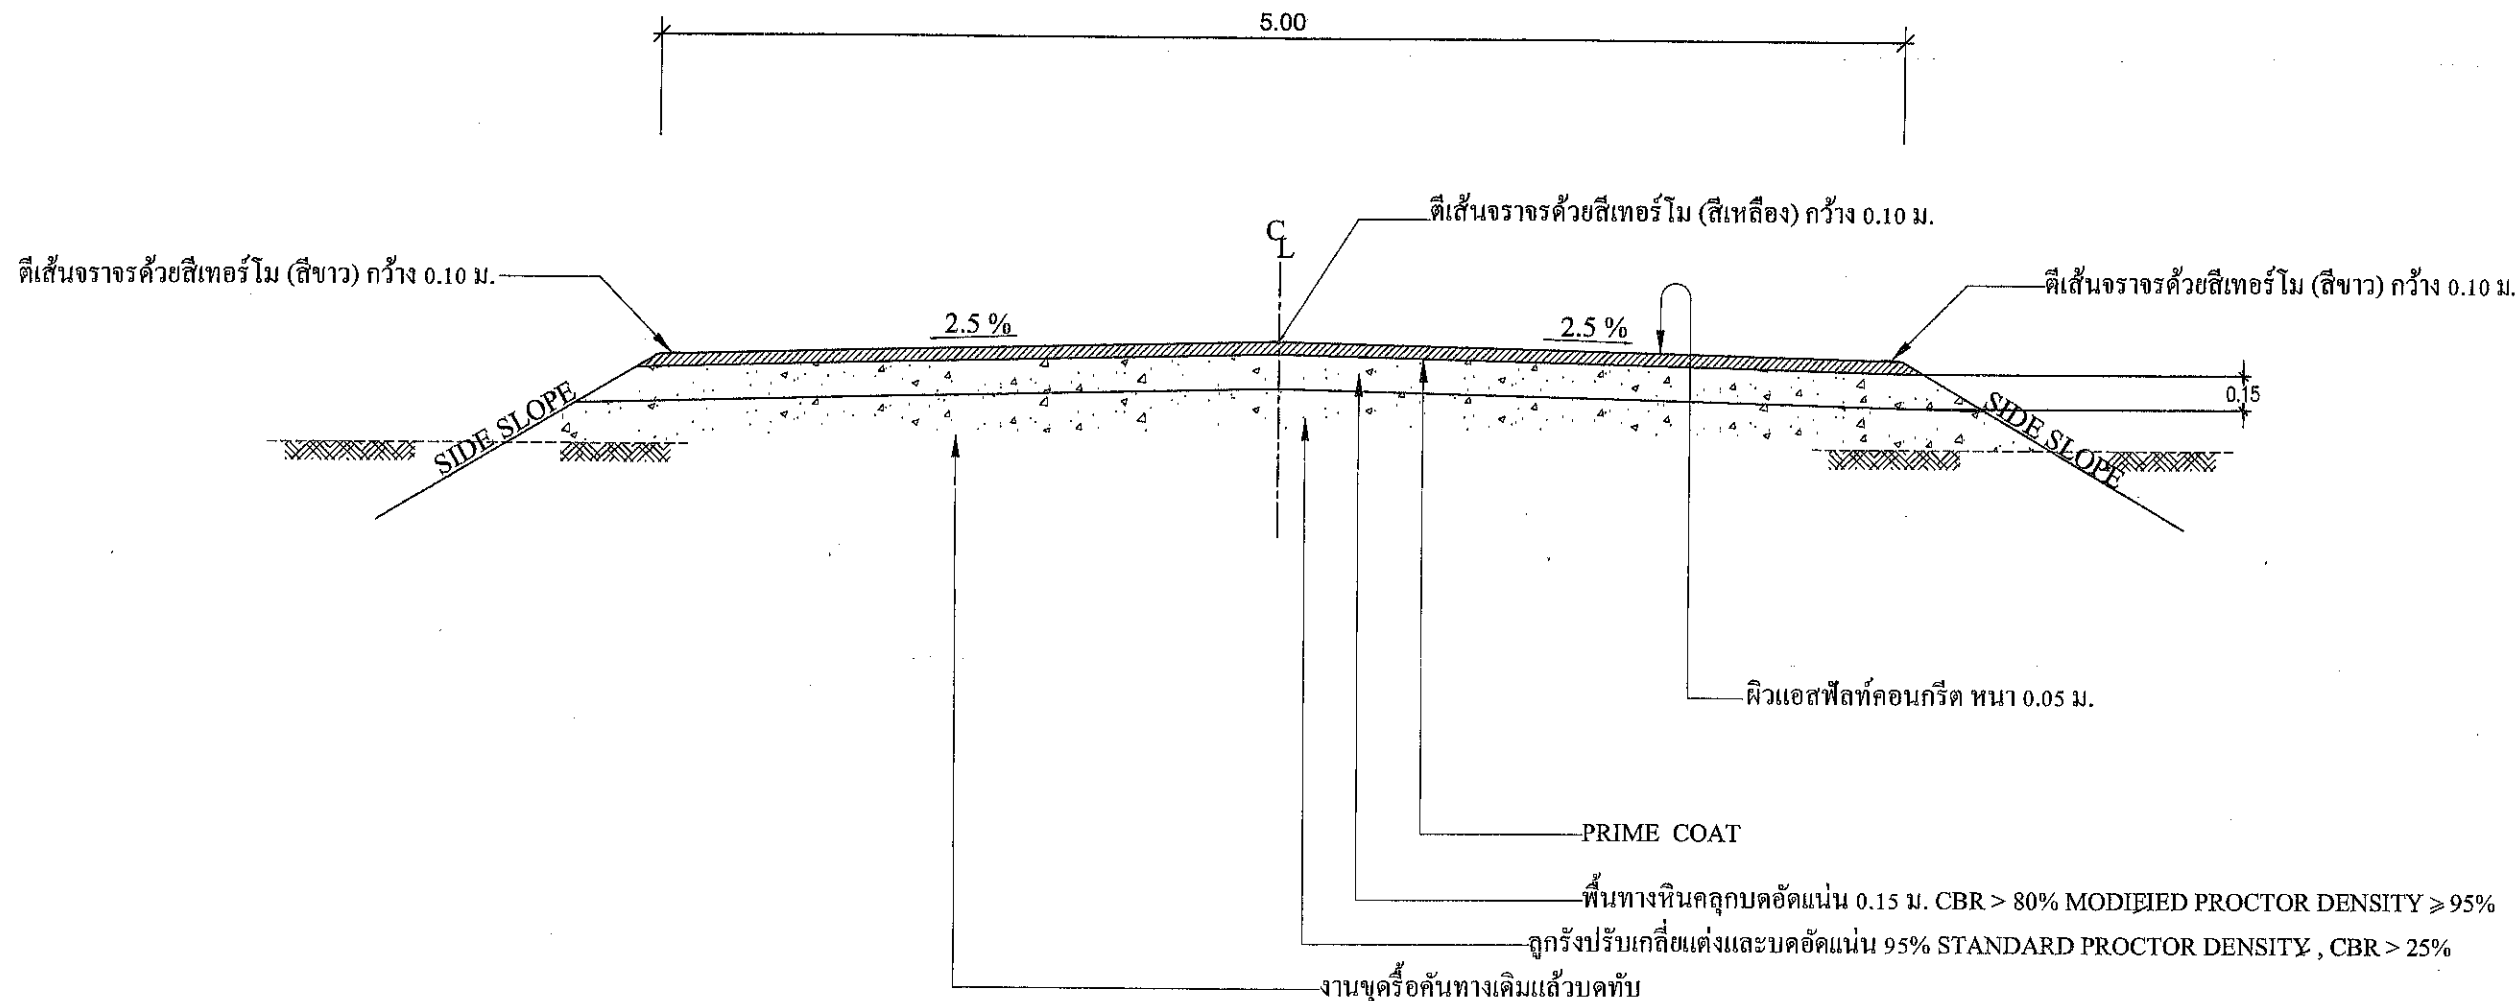 5.00
ตีเส้นจราจรด้วยสีเทอร์โม (สีเหลือง) กว้าง 0.10 ม.
CL
ตีเส้นจราจรด้วยสีเทอร์โม (สีขาว) กว้าง 0.10 ม.
ตีเส้นจราจรด้วยสีเทอร์โม (สีขาว) กว้าง 0.10 ม.
2.5 %
2.5 %
0.15
SIDE SLOPE
SIDE SLOPE
ผิวแอสฟัลท์คอนกรีต หนา 0.05 ม.
PRIME COAT
พื้นทางหินคลุกบดอัดแน่น 0.15 ม. CBR > 80% MODIFIED PROCTOR DENSITY ⩾ 95%
ลูกรังปรับเกลี่ยแต่งและบดอัดแน่น 95% STANDARD PROCTOR DENSITY , CBR > 25%
งานขุดรื้อคันทางเดิมแล้วบดทับ